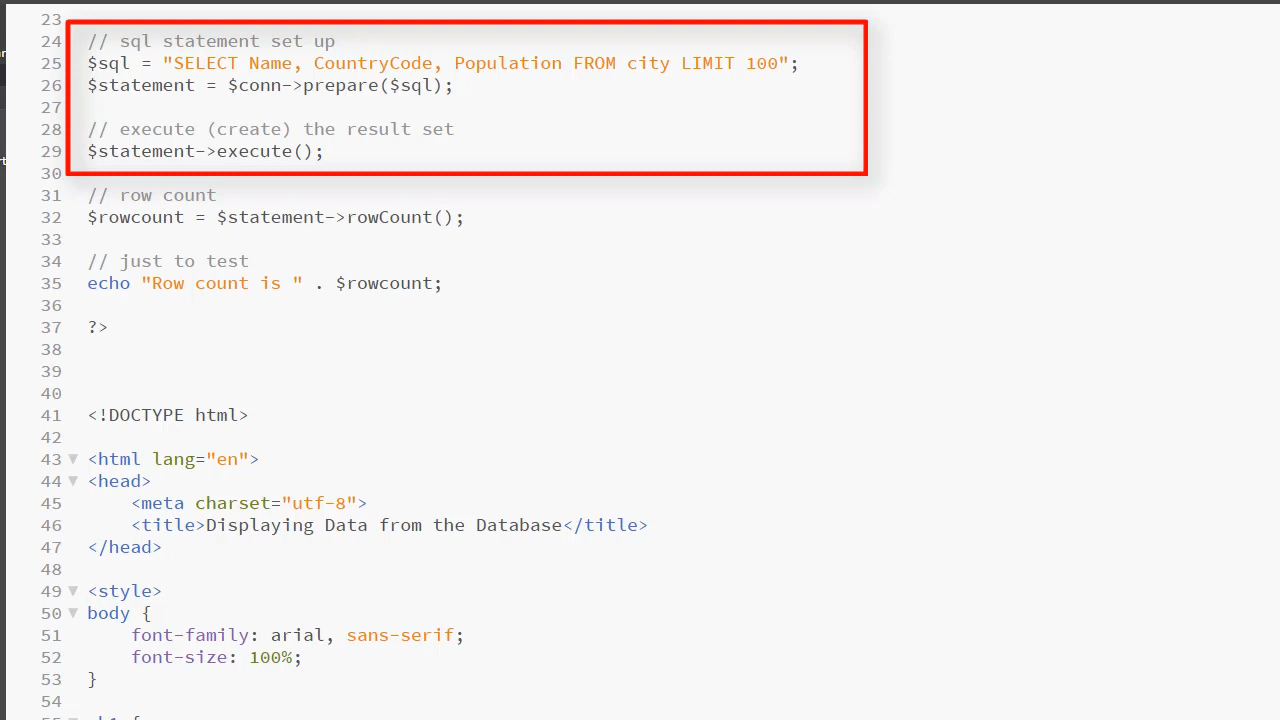 23
24 // sql statement set up
25 $sql = "SELECT Name, CountryCode, Population FROM city LIMIT 100";
26 $statement = $conn->prepare($sql);
27
28 // execute (create) the result set
29 $statement->execute();
30
31 // row count
32 $rowcount = $statement->rowCount();
33
34 // just to test
35 echo "Row count is " . $rowcount;
36
37 ?>
38
39
40
41 <!DOCTYPE html>
42
43 <html lang="en">
44 <head>
45     <meta charset="utf-8">
46     <title>Displaying Data from the Database</title>
47 </head>
48
49 <style>
50 body {
51     font-family: arial, sans-serif;
52     font-size: 100%;
53 }
54